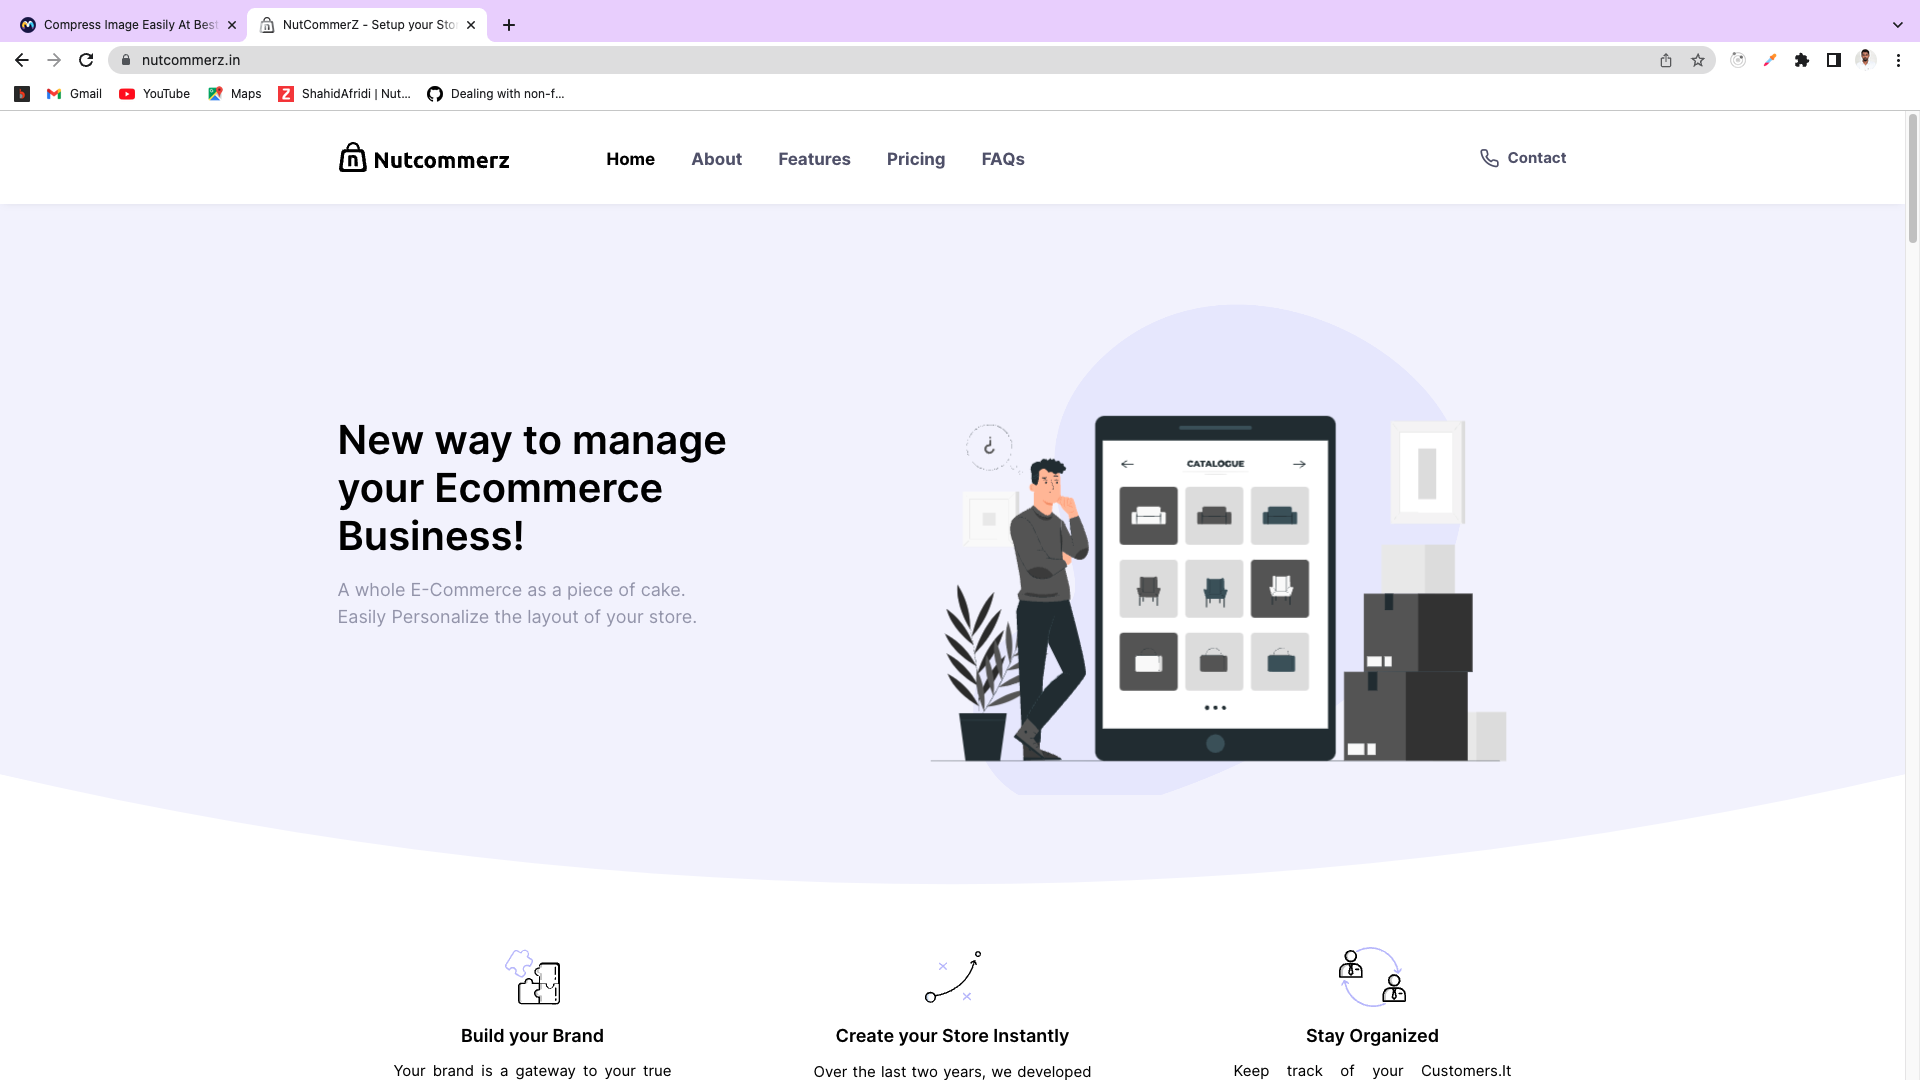 Compress Image Easily At Best
NutCommerZ - Setup your Sto
nutcommerz.in
Gmail
YouTube
Maps
ShahidAfridi | Nut...
Dealing with non-f...
Nutcommerz
Home
About
Features
Pricing
FAQs
Contact
New way to manage
your Ecommerce
Business!
A whole E-Commerce as a piece of cake.
Easily Personalize the layout of your store.
¿
CATALOGUE
Build your Brand
Create your Store Instantly
Stay Organized
Your brand is a gateway to your true
Over the last two years, we developed
Keep track of your Customers.It